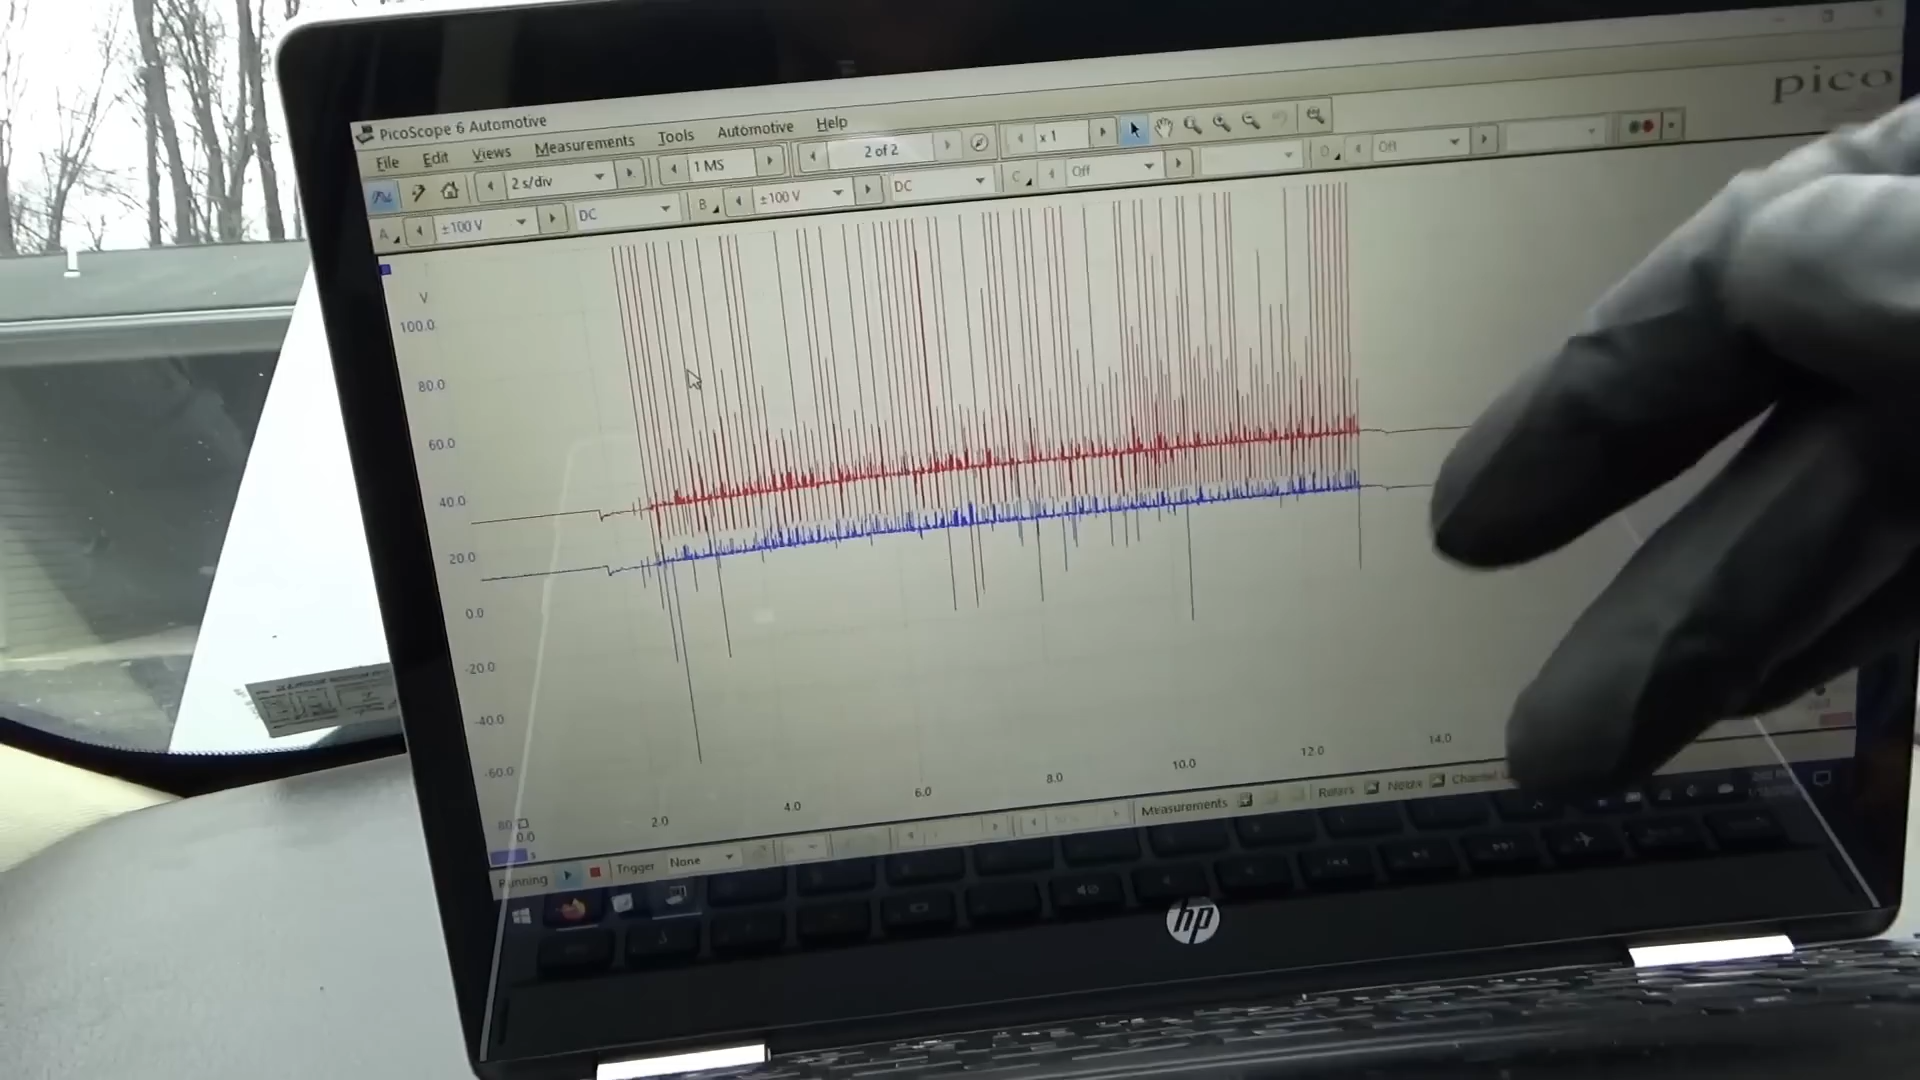 pico
PicoScope 6 Automotive
File Edit Views Measurements Tools Automotive Help
2 s/div 1 MS 2 of 2 x 1
A ±100 V DC B ±100 V DC C Off D Off
V
100.0
80.0
60.0
40.0
20.0
0.0
-20.0
-40.0
-60.0
0.0 2.0 4.0 6.0 8.0 10.0 12.0 14.0
s
Running Trigger None Measurements Rulers Notes Channel
hp